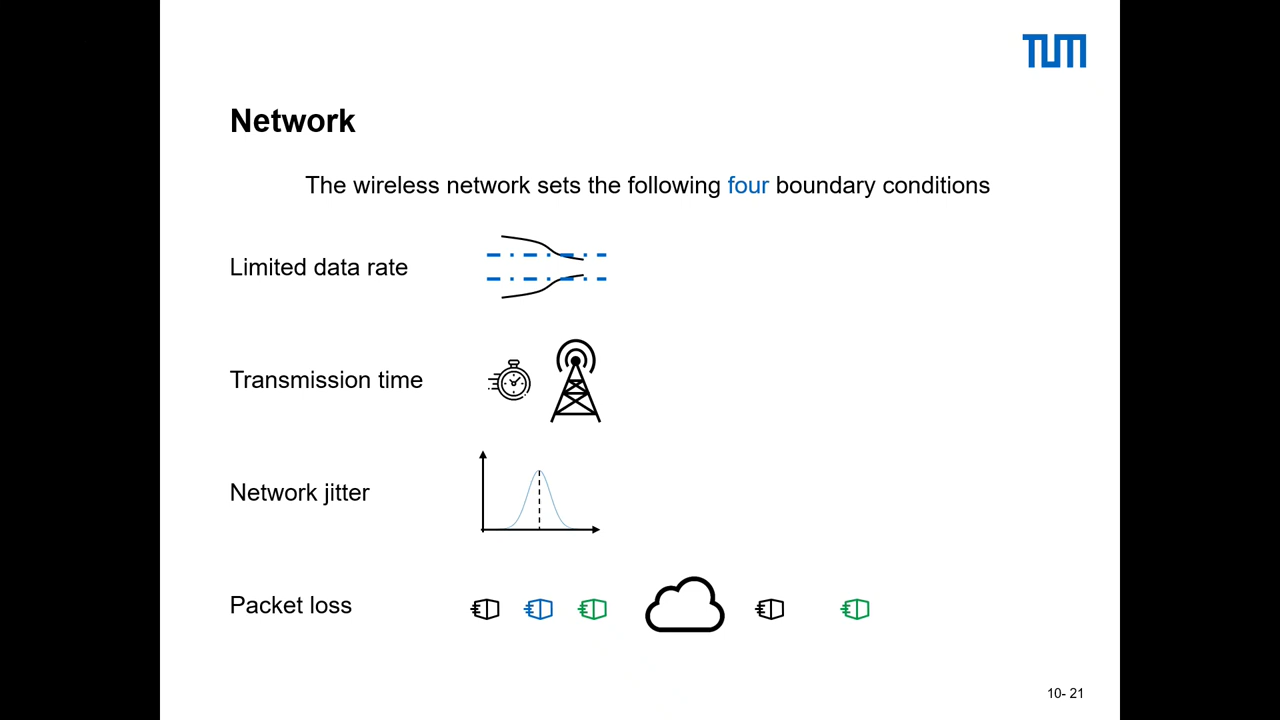 TUM
Network
The wireless network sets the following four boundary conditions
Limited data rate
Transmission time
Network jitter
Packet loss
10- 21